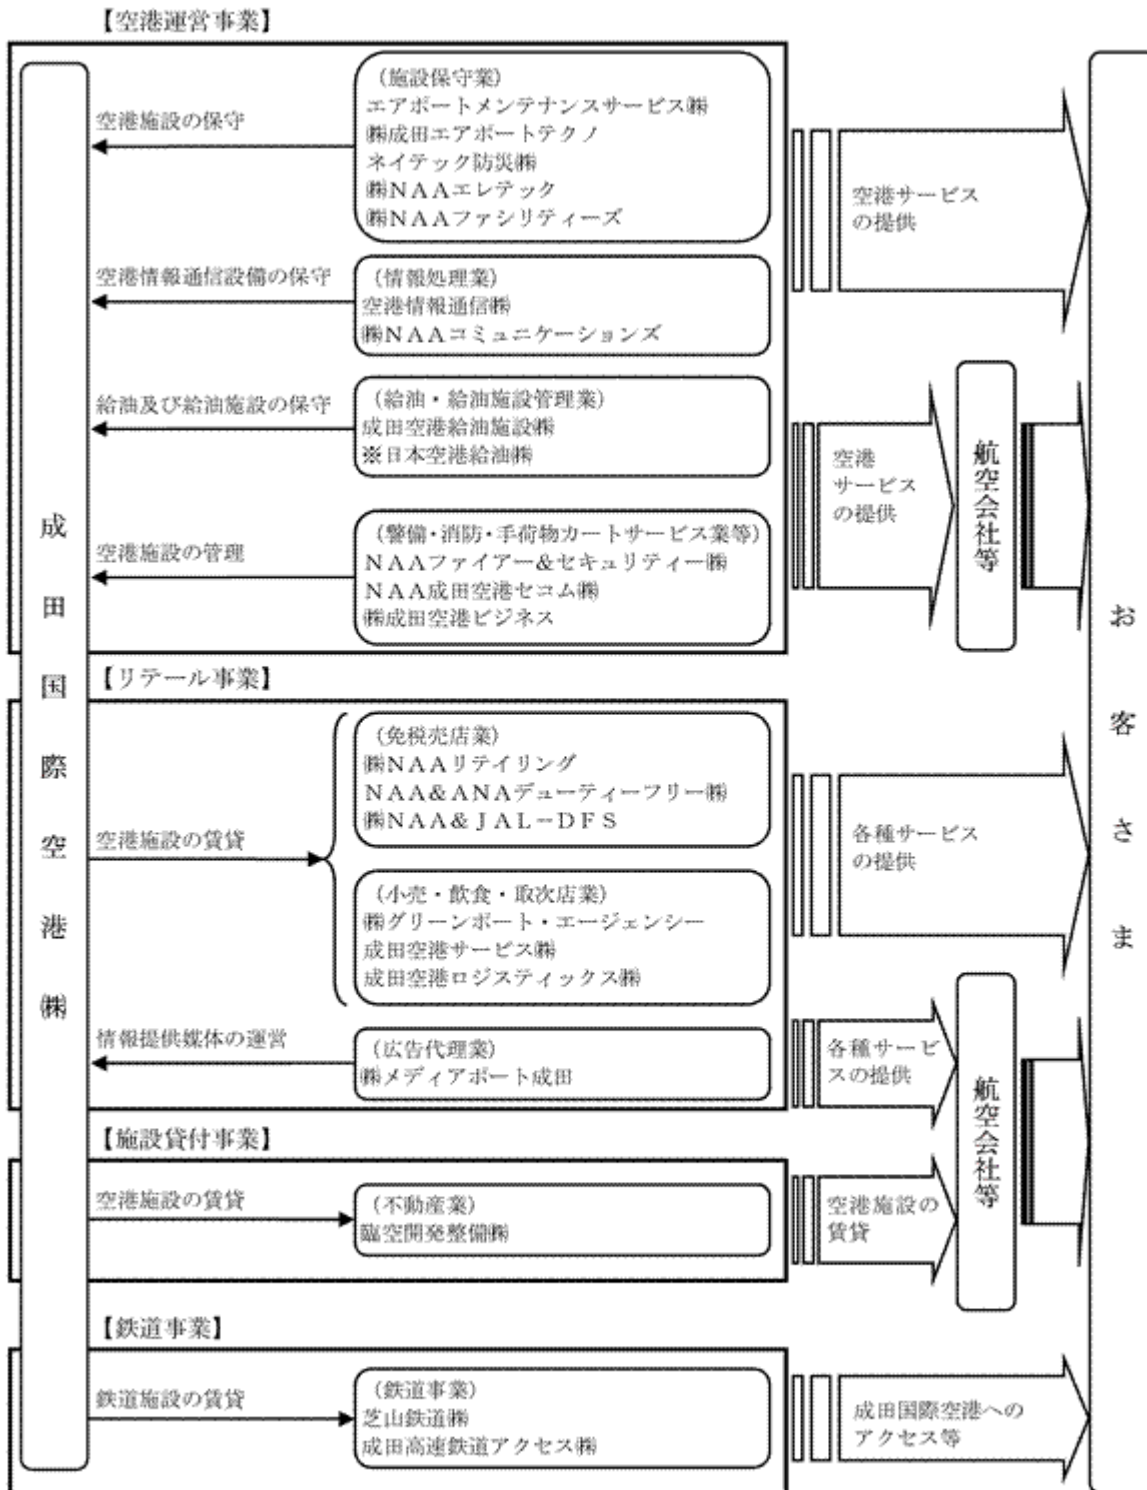 【空港運営事業】
成田国際空港㈱
空港施設の保守
(施設保守業)
エアポートメンテナンスサービス㈱
㈱成田エアポートテクノ
ネイテック防災㈱
㈱NAAエレテック
㈱NAAファシリティーズ
空港情報通信設備の保守
(情報処理業)
空港情報通信㈱
㈱NAAコミュニケーションズ
給油及び給油施設の保守
(給油・給油施設管理業)
成田空港給油施設㈱
※日本空港給油㈱
空港施設の管理
(警備・消防・手荷物カートサービス業等)
NAAファイアー&セキュリティー㈱
NAA成田空港セコム㈱
㈱成田空港ビジネス
空港サービス
の提供
空港
サービス
の提供
航空会社等
お客さま
【リテール事業】
空港施設の賃貸
(免税売店業)
㈱NAAリテイリング
NAA&ANAデューティーフリー㈱
㈱NAA&JAL-DFS
(小売・飲食・取次店業)
㈱グリーンポート・エージェンシー
成田空港サービス㈱
成田空港ロジスティックス㈱
情報提供媒体の運営
(広告代理業)
㈱メディアポート成田
各種サービス
の提供
各種サービ
スの提供
航空会社等
【施設貸付事業】
空港施設の賃貸
(不動産業)
臨空開発整備㈱
空港施設の
賃貸
【鉄道事業】
鉄道施設の賃貸
(鉄道事業)
芝山鉄道㈱
成田高速鉄道アクセス㈱
成田国際空港への
アクセス等